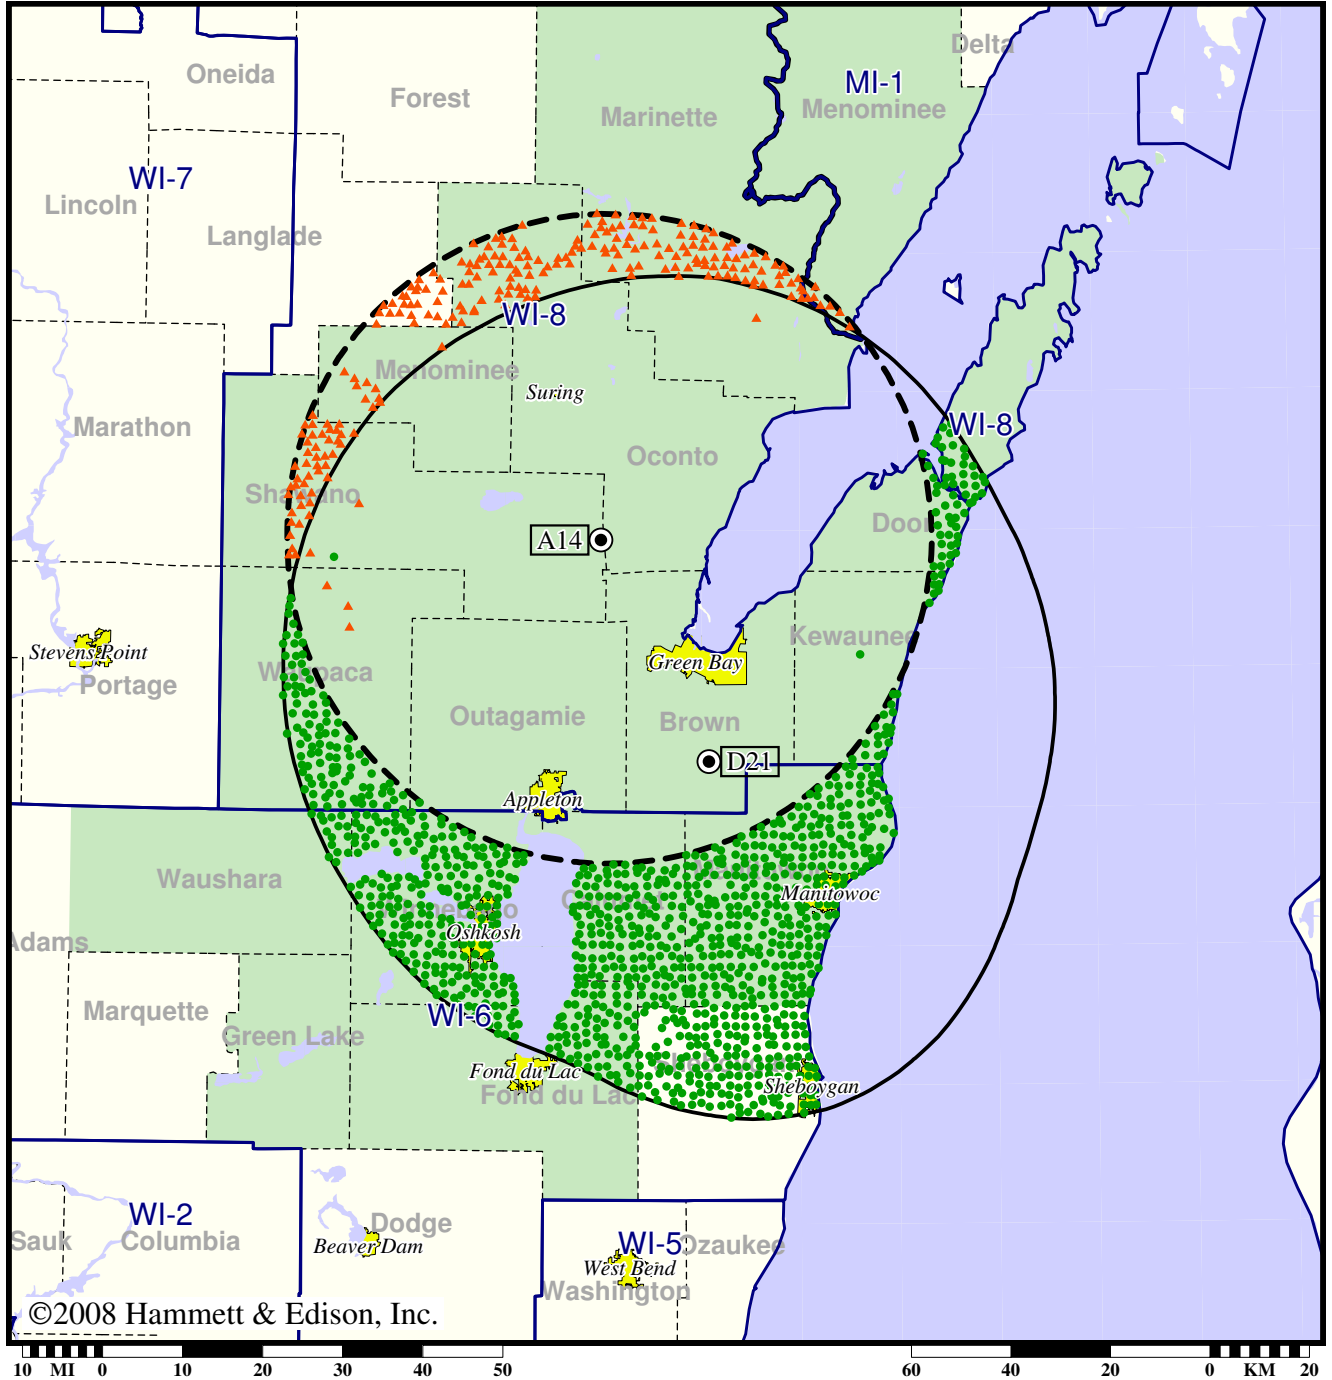 Delta
Oneida
MI-1
Forest
Menominee
Marinette
WI-7
Lincoln
Langlade
WI-8
Menominee
Suring
WI-8
Marathon
Oconto
Shawano
Door
A14
Kewaunee
Stevens Point
Green Bay
Waupaca
Portage
Outagamie
Brown
D21
Appleton
Waushara
Manitowoc
Winnebago
Calumet
Manitowoc
Oshkosh
Adams
Marquette
WI-6
Green Lake
Sheboygan
Fond du Lac
Sheboygan
Fond du Lac
WI-2
Dodge
Sauk
Columbia
Beaver Dam
WI-5
Ozaukee
West Bend
Washington
©2008 Hammett & Edison, Inc.
10 MI 0 10 20 30 40 50
60 40 20 0 KM 20